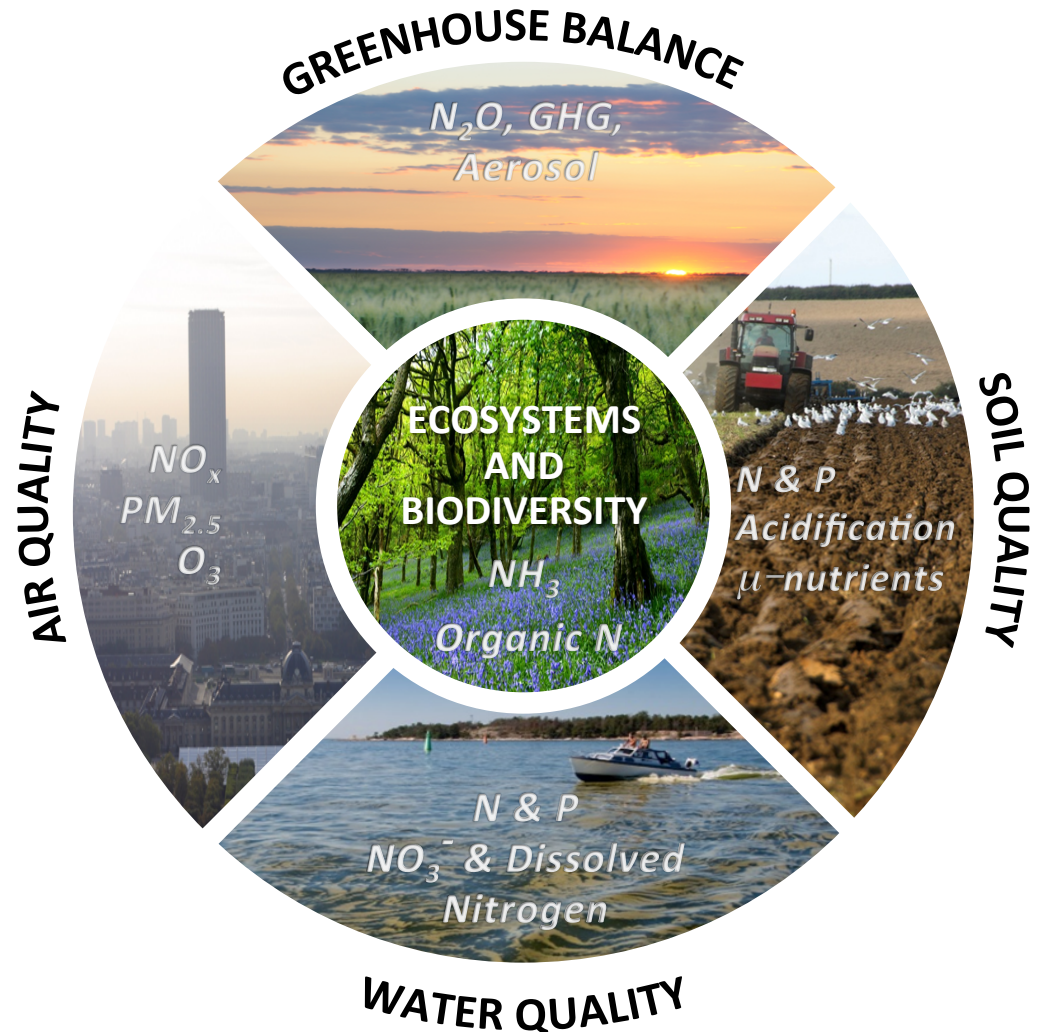 GREENHOUSE BALANCE
N₂O, GHG,
Aerosol
AIR QUALITY
NOₓ
PM₂.₅
O₃
ECOSYSTEMS
AND
BIODIVERSITY
NH₃
Organic N
SOIL QUALITY
N & P
Acidification
µ–nutrients
N & P
NO₃⁻ & Dissolved
Nitrogen
WATER QUALITY